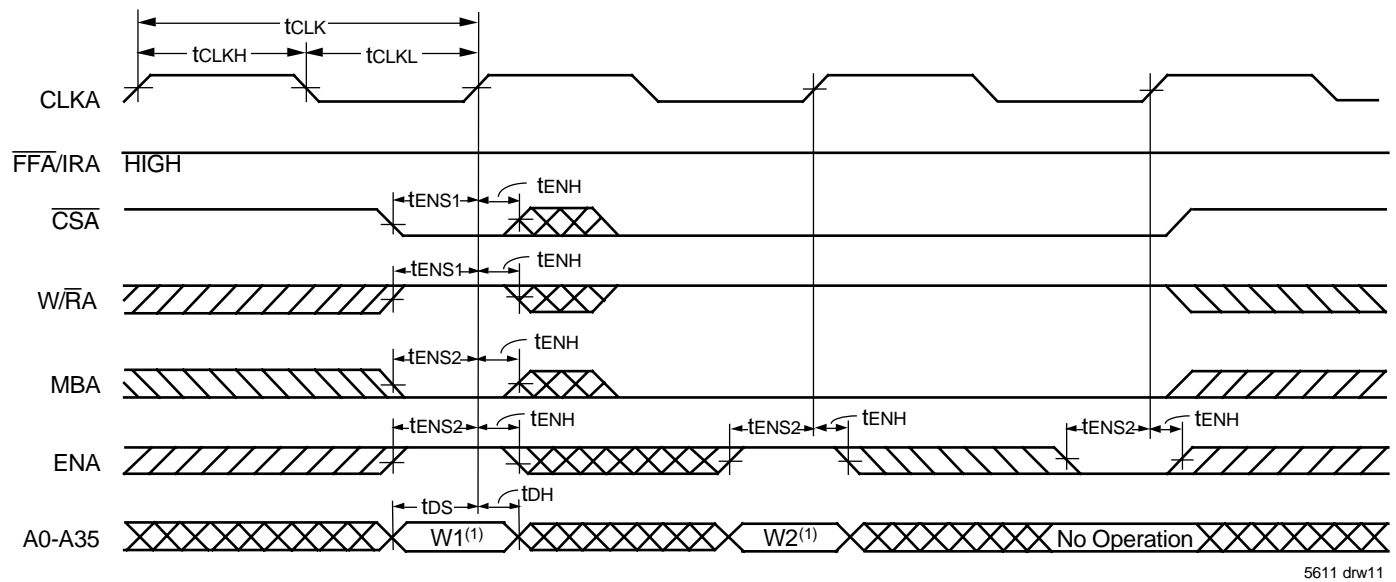 tCLK
tCLKH tCLKL
CLKA
FFA/IRA HIGH
tENS1 tENH
CSA
tENS1 tENH
W/RA
tENS2 tENH
MBA
tENS2 tENH tENS2 tENH tENS2 tENH
ENA
tDS tDH
A0-A35 W1(1) W2(1) No Operation
5611 drw11